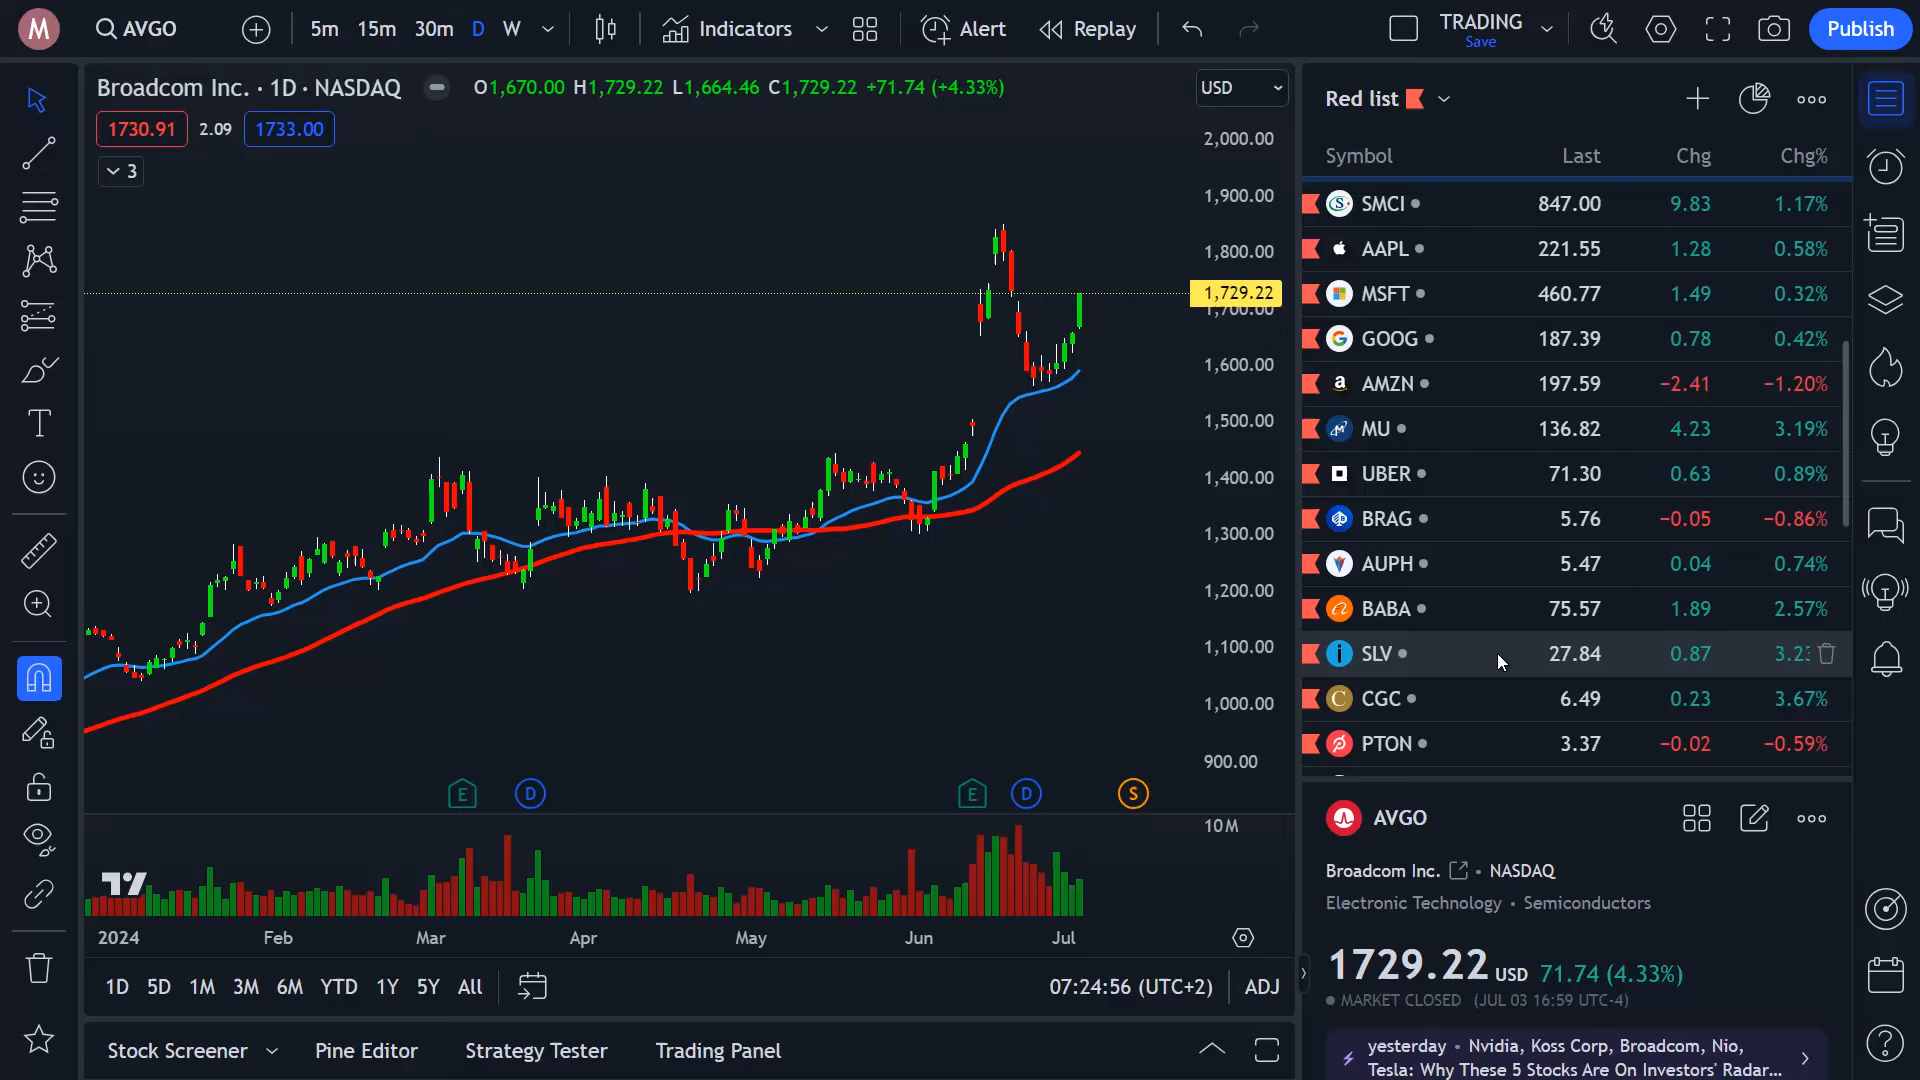 M
AVGO
5m 15m 30m D W
Indicators
Alert
Replay
TRADING
Save
Publish
Broadcom Inc. · 1D · NASDAQ
O1,670.00 H1,729.22 L1,664.46 C1,729.22 +71.74 (+4.33%)
USD
1730.91 2.09 1733.00
3
2,000.00
1,900.00
1,800.00
1,729.22
1,700.00
1,600.00
1,500.00
1,400.00
1,300.00
1,200.00
1,100.00
1,000.00
900.00
E D E D S
10M
2024 Feb Mar Apr May Jun Jul
1D 5D 1M 3M 6M YTD 1Y 5Y All
07:24:56 (UTC+2) ADJ
Stock Screener Pine Editor Strategy Tester Trading Panel
Red list
Symbol Last Chg Chg%
SMCI 847.00 9.83 1.17%
AAPL 221.55 1.28 0.58%
MSFT 460.77 1.49 0.32%
GOOG 187.39 0.78 0.42%
AMZN 197.59 −2.41 −1.20%
MU 136.82 4.23 3.19%
UBER 71.30 0.63 0.89%
BRAG 5.76 −0.05 −0.86%
AUPH 5.47 0.04 0.74%
BABA 75.57 1.89 2.57%
SLV 27.84 0.87 3.23
CGC 6.49 0.23 3.67%
PTON 3.37 −0.02 −0.59%
AVGO
Broadcom Inc. • NASDAQ
Electronic Technology • Semiconductors
1729.22 USD 71.74 (4.33%)
MARKET CLOSED (JUL 03 16:59 UTC-4)
yesterday • Nvidia, Koss Corp, Broadcom, Nio,
Tesla: Why These 5 Stocks Are On Investors' Radar...